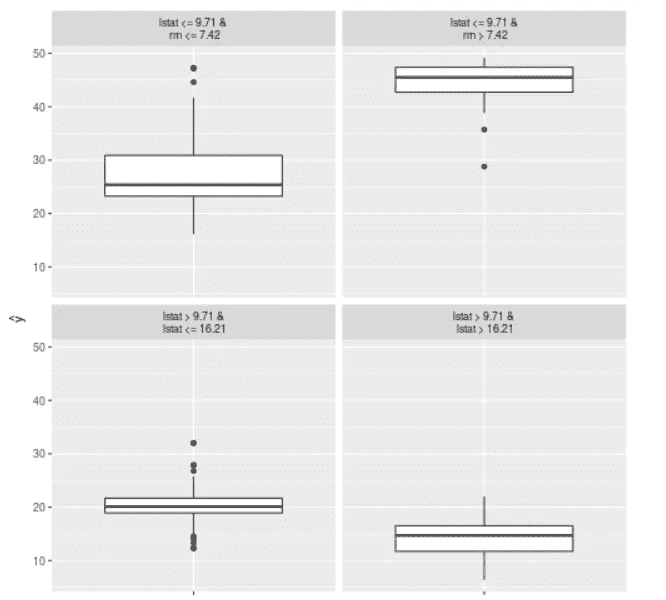 lstat <= 9.71 &
rm <= 7.42
lstat <= 9.71 &
rm > 7.42
50
40
30
20
10
ŷ
lstat > 9.71 &
lstat <= 16.21
lstat > 9.71 &
lstat > 16.21
50
40
30
20
10